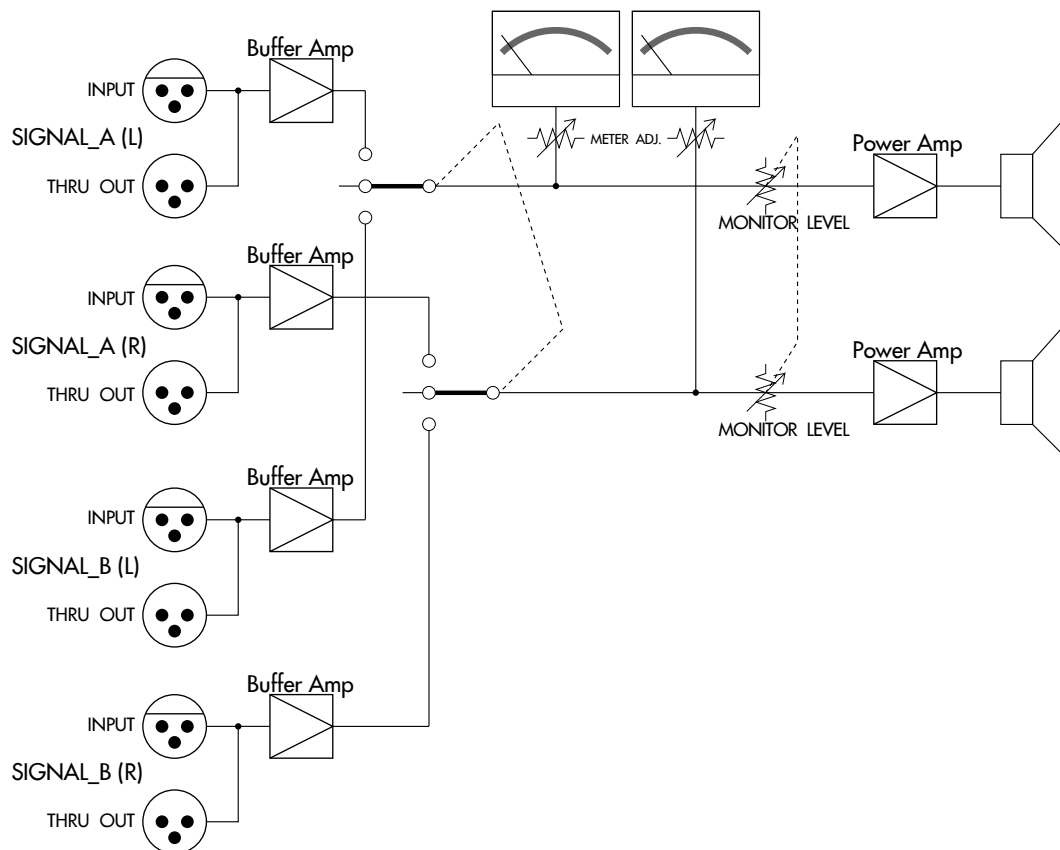 Buffer Amp
INPUT
SIGNAL_A (L)
THRU OUT
METER ADJ.
Power Amp
MONITOR LEVEL
Buffer Amp
INPUT
SIGNAL_A (R)
THRU OUT
Power Amp
MONITOR LEVEL
Buffer Amp
INPUT
SIGNAL_B (L)
THRU OUT
Buffer Amp
INPUT
SIGNAL_B (R)
THRU OUT